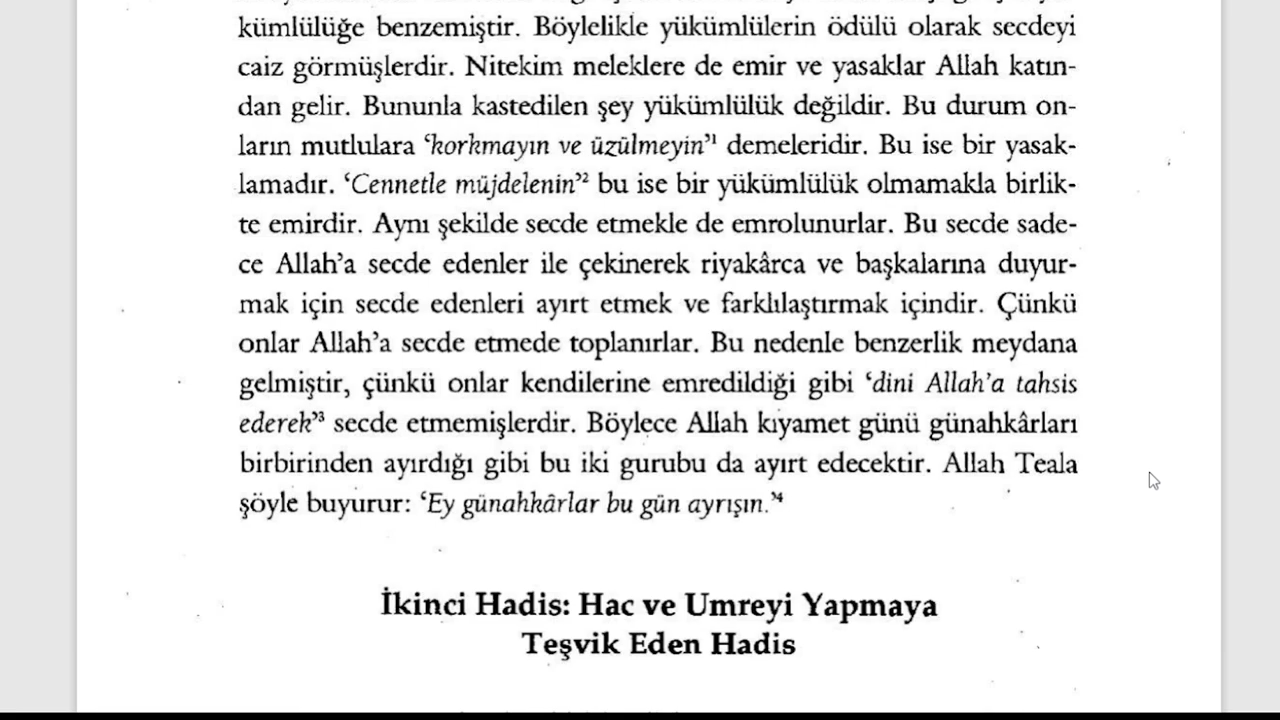 kümlülüğe benzemiştir. Böylelikle yükümlülerin ödülü olarak secdeyi
caiz görmüşlerdir. Nitekim meleklere de emir ve yasaklar Allah katın-
dan gelir. Bununla kastedilen şey yükümlülük değildir. Bu durum on-
ların mutlulara ‘korkmayın ve üzülmeyin’¹ demeleridir. Bu ise bir yasak-
lamadır. ‘Cennetle müjdelenin’² bu ise bir yükümlülük olmamakla birlik-
te emirdir. Aynı şekilde secde etmekle de emrolunurlar. Bu secde sade-
ce Allah’a secde edenler ile çekinerek riyakârca ve başkalarına duyur-
mak için secde edenleri ayırt etmek ve farklılaştırmak içindir. Çünkü
onlar Allah’a secde etmede toplanırlar. Bu nedenle benzerlik meydana
gelmiştir, çünkü onlar kendilerine emredildiği gibi ‘dini Allah’a tahsis
ederek’³ secde etmemişlerdir. Böylece Allah kıyamet günü günahkârları
birbirinden ayırdığı gibi bu iki gurubu da ayırt edecektir. Allah Teala
şöyle buyurur: ‘Ey günahkârlar bu gün ayrışın.’⁴
İkinci Hadis: Hac ve Umreyi Yapmaya
Teşvik Eden Hadis